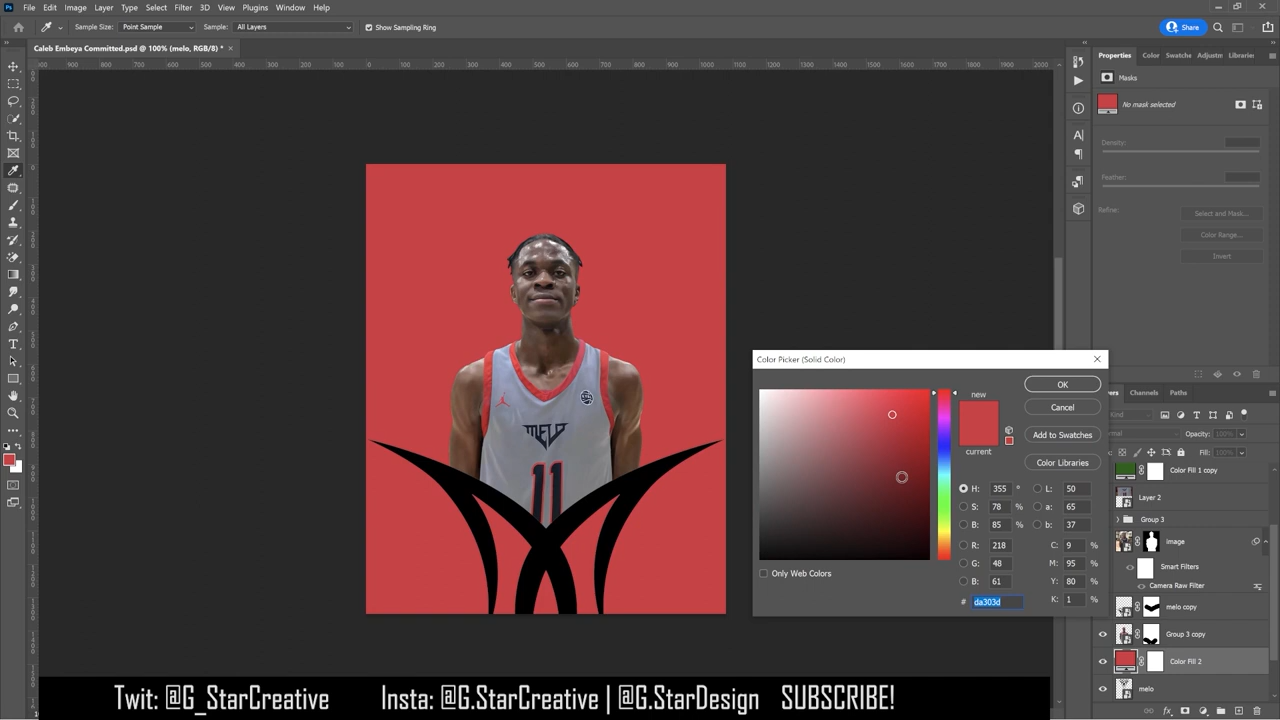 Ps File Edit Image Layer Type Select Filter 3D View Plugins Window Help
Sample Size: Point Sample Sample: All Layers Show Sampling Ring Share
Caleb Embeya Committed.psd @ 100% (melo, RGB/8) *
Properties Color Swatche Adjustm Librarie
Masks
No mask selected
Density:
Feather:
Refine: Select and Mask...
Color Range...
Invert
MELO
11
Color Picker (Solid Color)
new
current
OK
Cancel
Add to Swatches
Color Libraries
H: 355 ° L: 50
S: 78 % a: 65
B: 85 % b: 37
R: 218 C: 9 %
G: 48 M: 95 %
B: 61 Y: 80 %
# da303d K: 1 %
Only Web Colors
yers Channels Paths
Kind
Opacity: 100%
Fill: 100%
Color Fill 1 copy
Layer 2
Group 3
image
Smart Filters
Camera Raw Filter
melo copy
Group 3 copy
Color Fill 2
melo
Twit: @G_StarCreative Insta: @G.StarCreative | @G.StarDesign SUBSCRIBE!